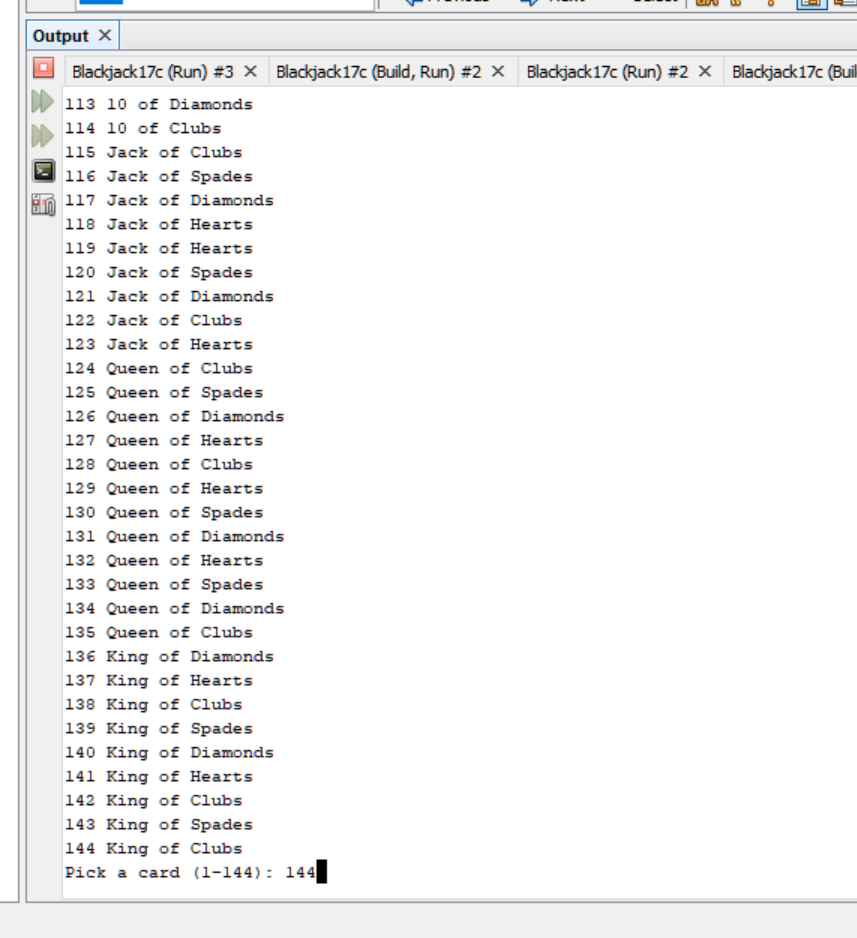 Output
Blackjack17c (Run) #3 Blackjack17c (Build, Run) #2 Blackjack17c (Run) #2
113 10 of Diamonds
114 10 of Clubs
115 Jack of Clubs
116 Jack of Spades
117 Jack of Diamonds
118 Jack of Hearts
119 Jack of Hearts
120 Jack of Spades
121 Jack of Diamonds
122 Jack of Clubs
123 Jack of Hearts
124 Queen of Clubs
125 Queen of Spades
126 Queen of Diamonds
127 Queen of Hearts
128 Queen of Clubs
129 Queen of Hearts
130 Queen of Spades
131 Queen of Diamonds
132 Queen of Hearts
133 Queen of Spades
134 Queen of Diamonds
135 Queen of Clubs
136 King of Diamonds
137 King of Hearts
138 King of Clubs
139 King of Spades
140 King of Diamonds
141 King of Hearts
142 King of Clubs
143 King of Spades
144 King of Clubs
Pick a card (1-144): 144